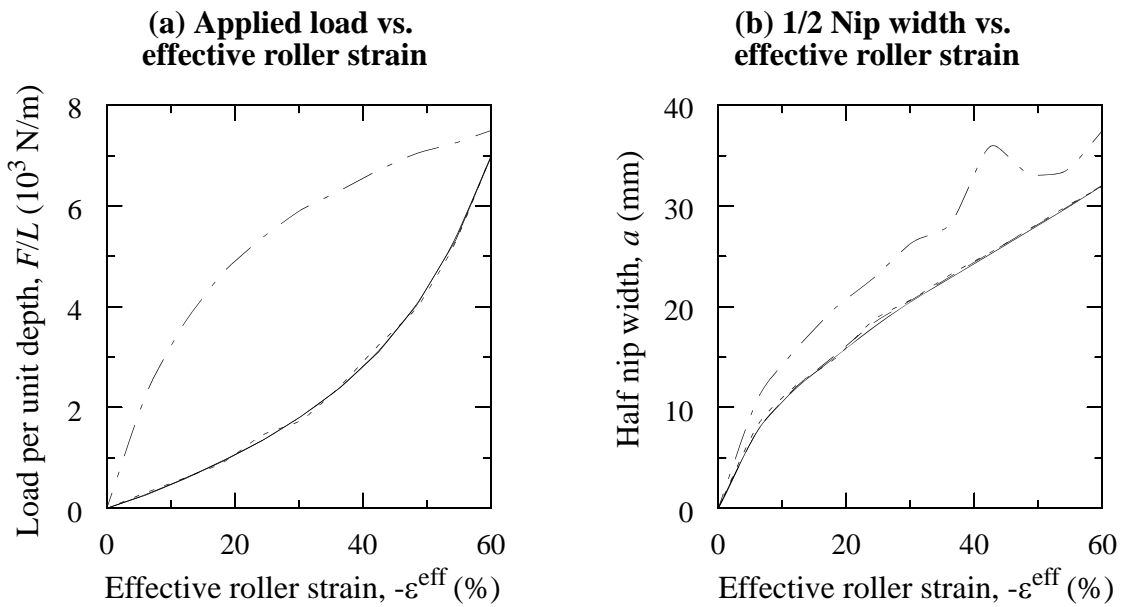 (a) Applied load vs.
effective roller strain
8
6
4
2
0
0 20 40 60
Load per unit depth, F/L (10³ N/m)
Effective roller strain, -ε^eff (%)
(b) 1/2 Nip width vs.
effective roller strain
40
30
20
10
0
0 20 40 60
Half nip width, a (mm)
Effective roller strain, -ε^eff (%)